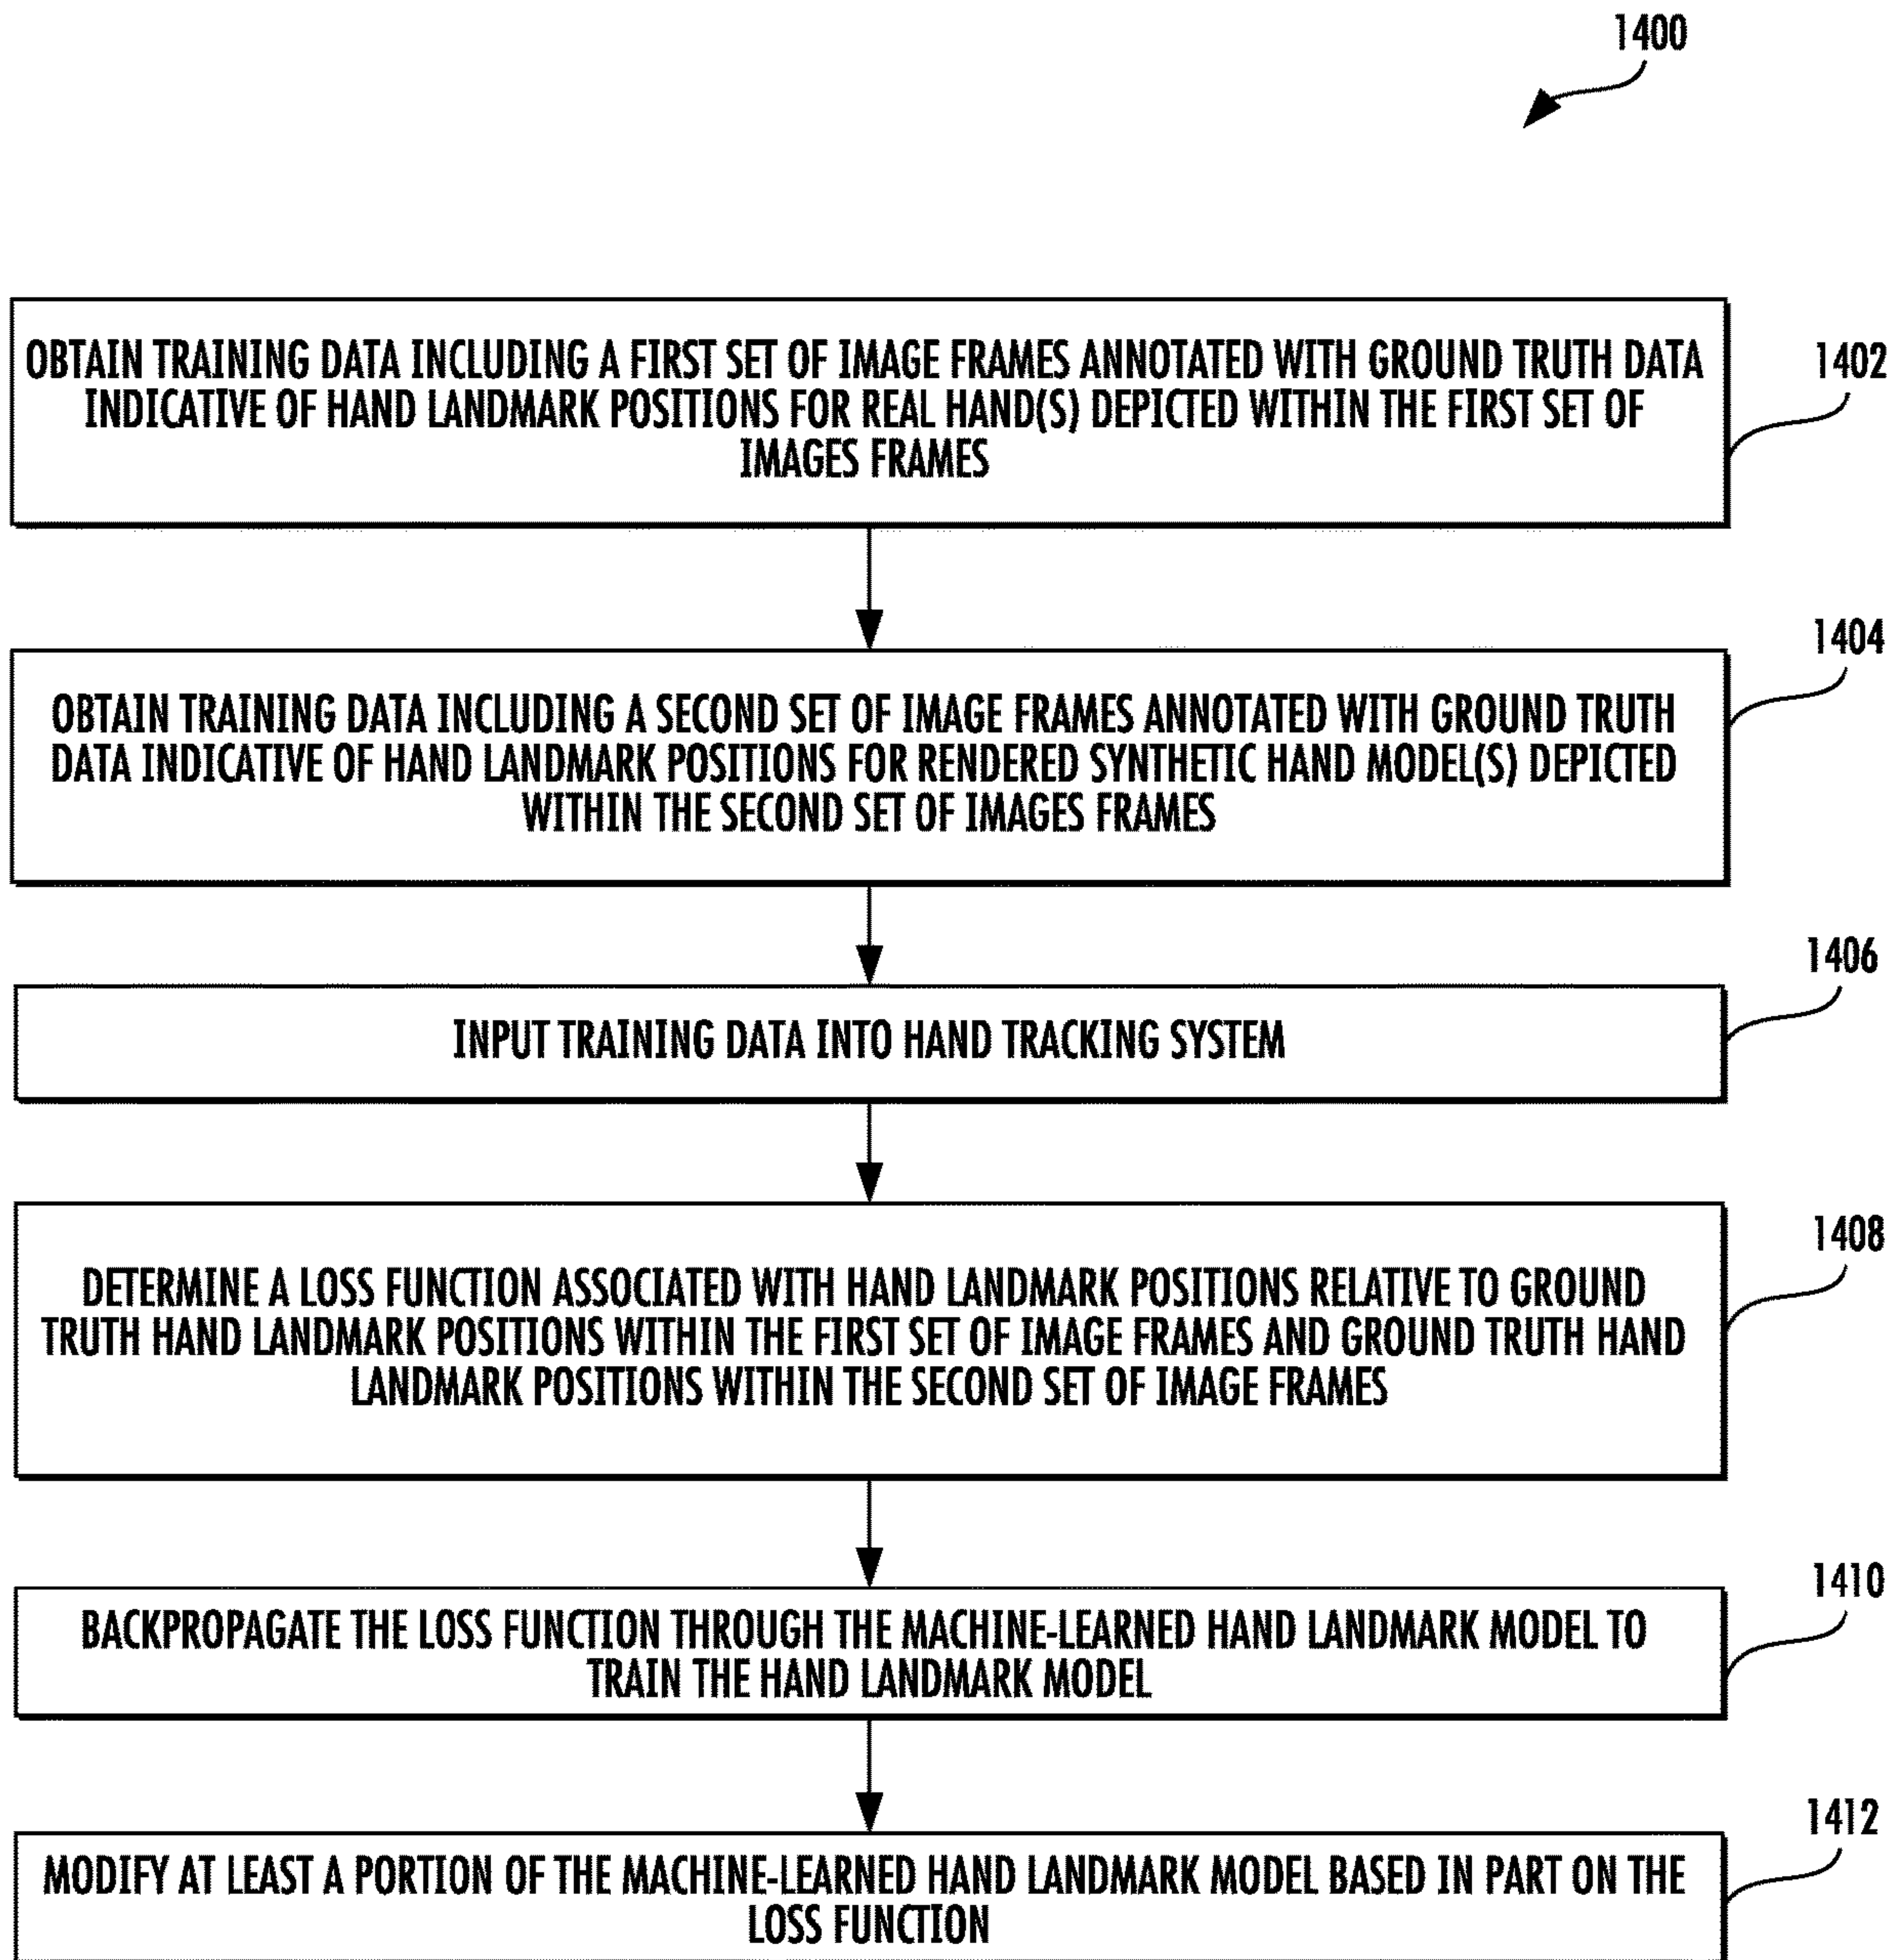 1400
OBTAIN TRAINING DATA INCLUDING A FIRST SET OF IMAGE FRAMES ANNOTATED WITH GROUND TRUTH DATA
INDICATIVE OF HAND LANDMARK POSITIONS FOR REAL HAND(S) DEPICTED WITHIN THE FIRST SET OF
IMAGES FRAMES
1402
OBTAIN TRAINING DATA INCLUDING A SECOND SET OF IMAGE FRAMES ANNOTATED WITH GROUND TRUTH
DATA INDICATIVE OF HAND LANDMARK POSITIONS FOR RENDERED SYNTHETIC HAND MODEL(S) DEPICTED
WITHIN THE SECOND SET OF IMAGES FRAMES
1404
INPUT TRAINING DATA INTO HAND TRACKING SYSTEM
1406
DETERMINE A LOSS FUNCTION ASSOCIATED WITH HAND LANDMARK POSITIONS RELATIVE TO GROUND
TRUTH HAND LANDMARK POSITIONS WITHIN THE FIRST SET OF IMAGE FRAMES AND GROUND TRUTH HAND
LANDMARK POSITIONS WITHIN THE SECOND SET OF IMAGE FRAMES
1408
BACKPROPAGATE THE LOSS FUNCTION THROUGH THE MACHINE-LEARNED HAND LANDMARK MODEL TO
TRAIN THE HAND LANDMARK MODEL
1410
MODIFY AT LEAST A PORTION OF THE MACHINE-LEARNED HAND LANDMARK MODEL BASED IN PART ON THE
LOSS FUNCTION
1412